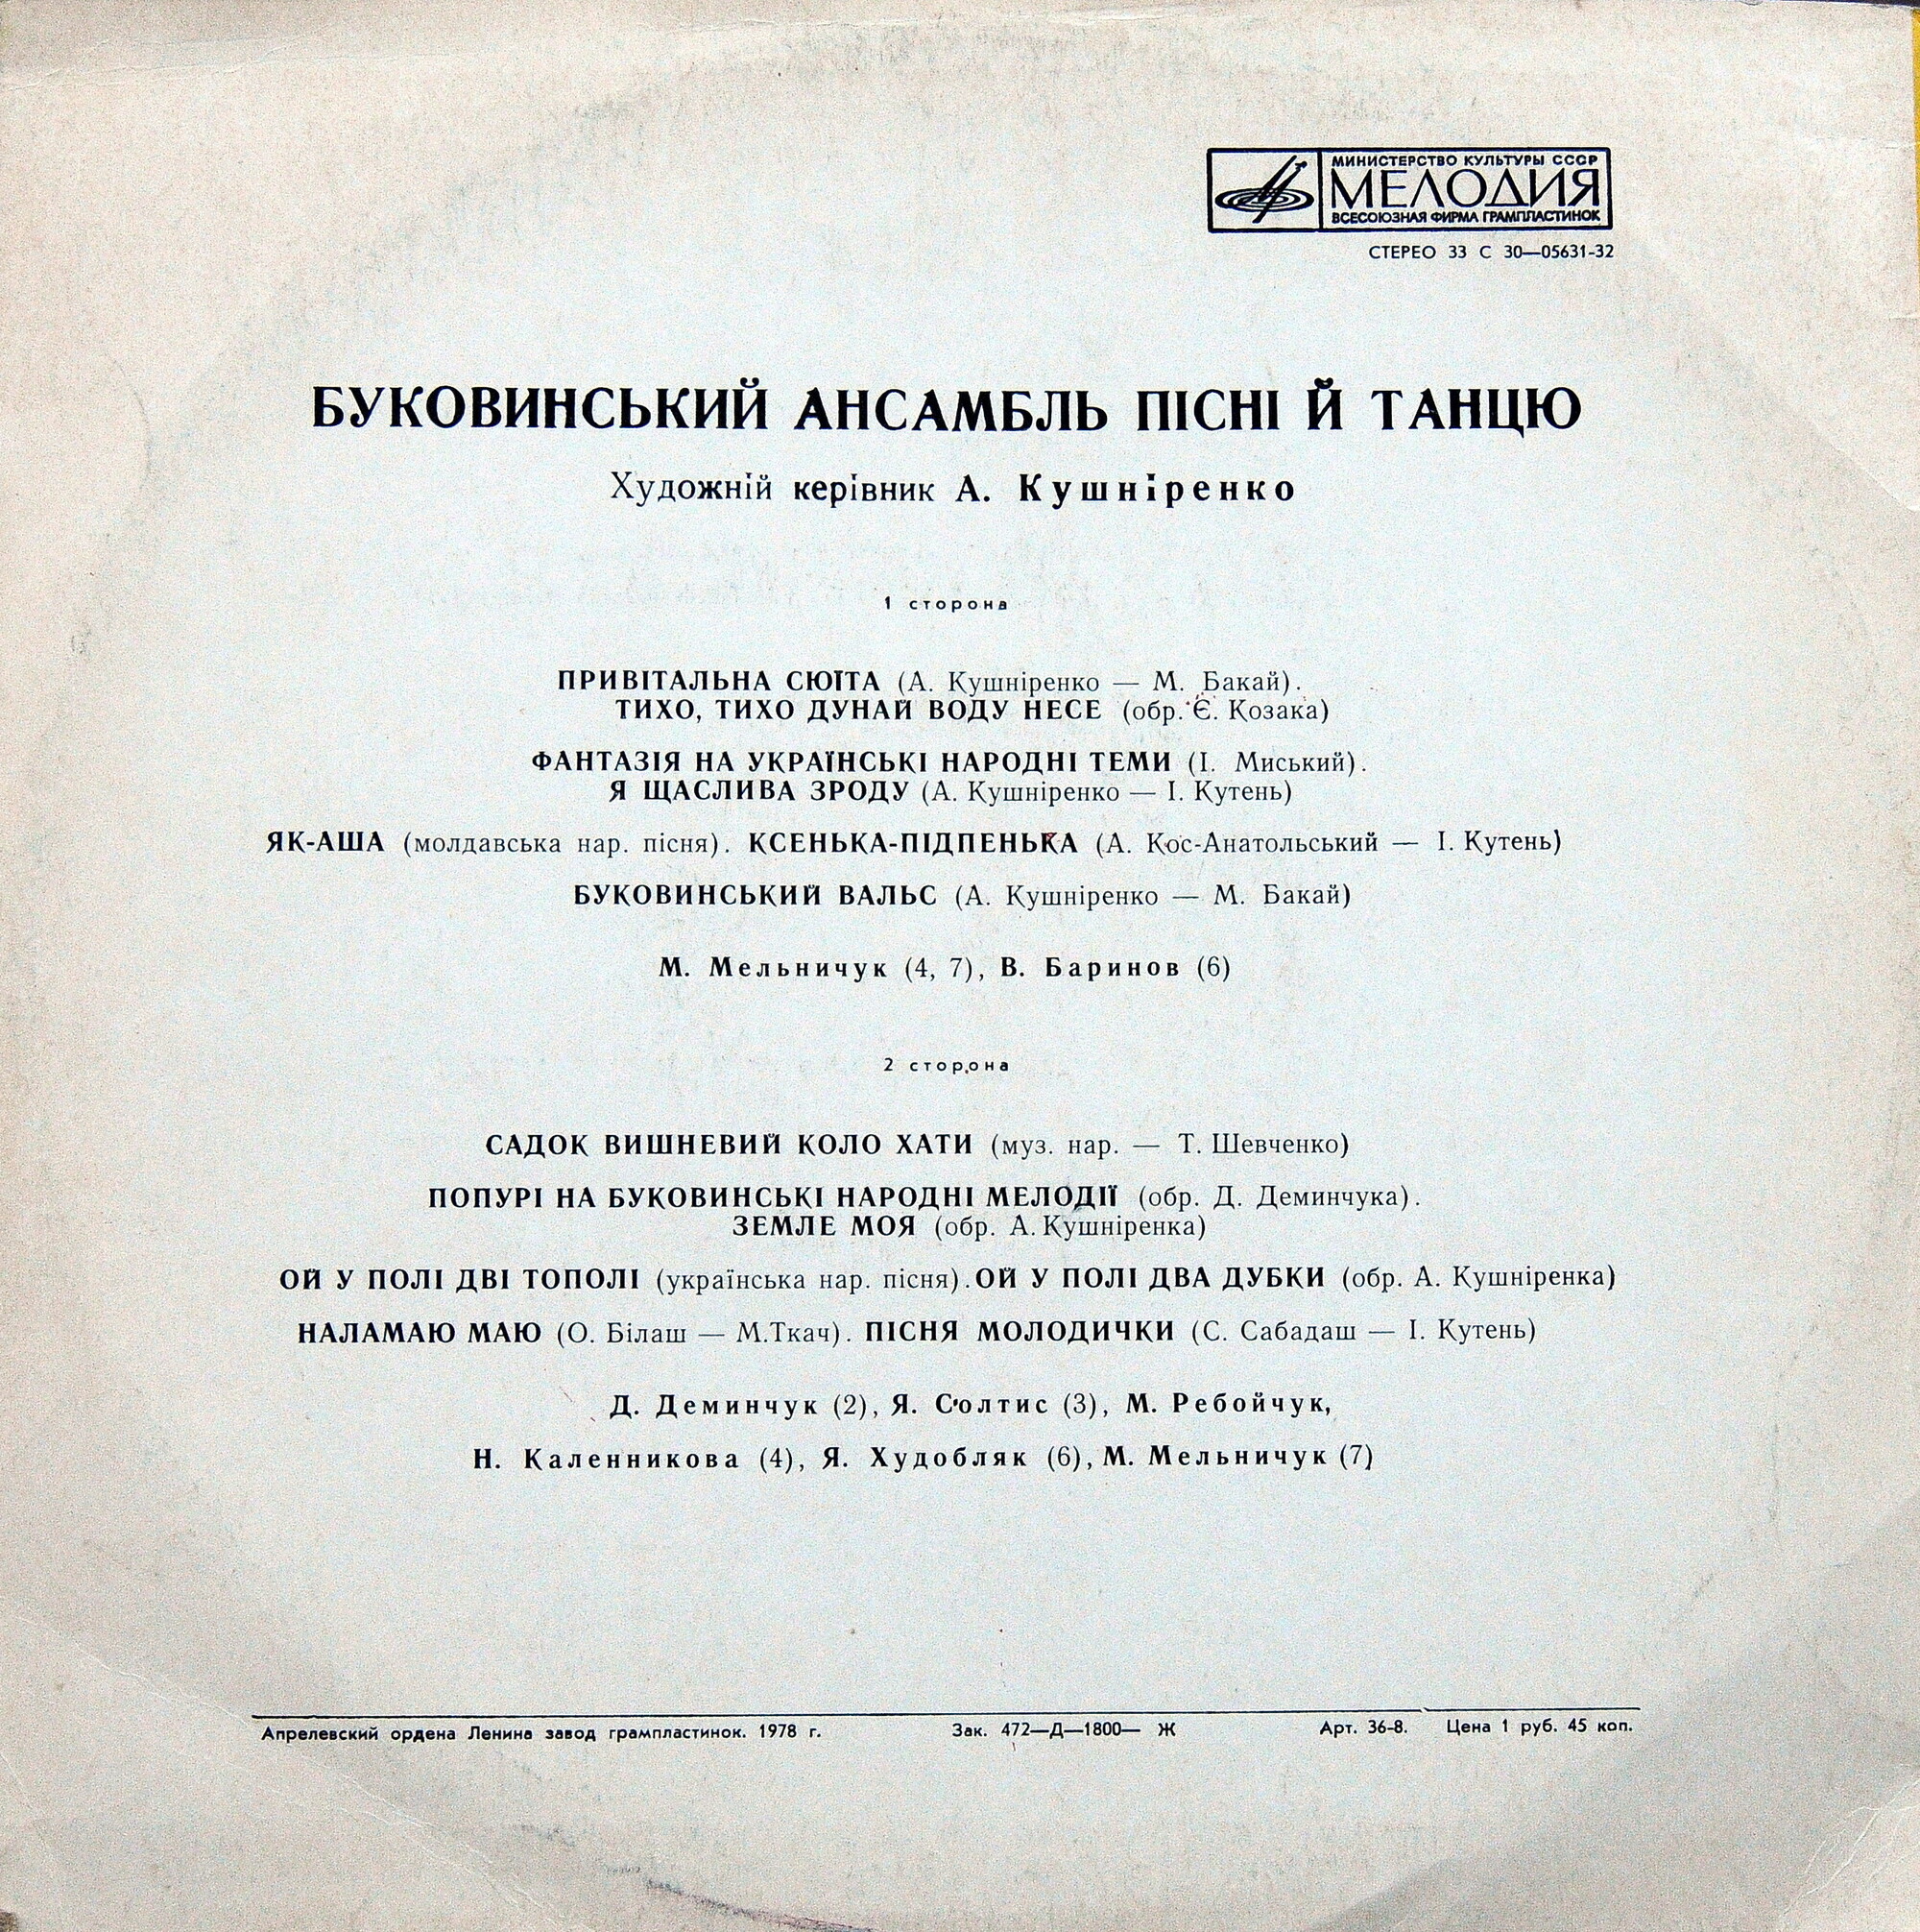 МИНИСТЕРСТВО КУЛЬТУРЫ СССР
МЕЛОДИЯ
ВСЕСОЮЗНАЯ ФИРМА ГРАМПЛАСТИНОК
СТЕРЕО 33 С 30—05631-32
БУКОВИНСЬКИЙ АНСАМБЛЬ ПІСНІ Й ТАНЦЮ
Художній керівник А. Кушніренко
1 сторона
ПРИВІТАЛЬНА СЮЇТА (А. Кушніренко — М. Бакай).
ТИХО, ТИХО ДУНАЙ ВОДУ НЕСЕ (обр. Є. Козака)
ФАНТАЗІЯ НА УКРАЇНСЬКІ НАРОДНІ ТЕМИ (І. Миський).
Я ЩАСЛИВА ЗРОДУ (А. Кушніренко — І. Кутень)
ЯК-АША (молдавська нар. пісня). КСЕНЬКА-ПІДПЕНЬКА (А. Кос-Анатольський — І. Кутень)
БУКОВИНСЬКИЙ ВАЛЬС (А. Кушніренко — М. Бакай)
М. Мельничук (4, 7), В. Баринов (6)
2 сторона
САДОК ВИШНЕВИЙ КОЛО ХАТИ (муз. нар. — Т. Шевченко)
ПОПУРІ НА БУКОВИНСЬКІ НАРОДНІ МЕЛОДІЇ (обр. Д. Деминчука).
ЗЕМЛЕ МОЯ (обр. А. Кушніренка)
ОЙ У ПОЛІ ДВІ ТОПОЛІ (українська нар. пісня). ОЙ У ПОЛІ ДВА ДУБКИ (обр. А. Кушніренка)
НАЛАМАЮ МАЮ (О. Білаш — М.Ткач). ПІСНЯ МОЛОДИЧКИ (С. Сабадаш — І. Кутень)
Д. Деминчук (2), Я. Солтис (3), М. Ребойчук,
Н. Каленникова (4), Я. Худобляк (6), М. Мельничук (7)
Апрелевский ордена Ленина завод грампластинок. 1978 г. Зак. 472—Д—1800— Ж Арт. 36-8. Цена 1 руб. 45 коп.